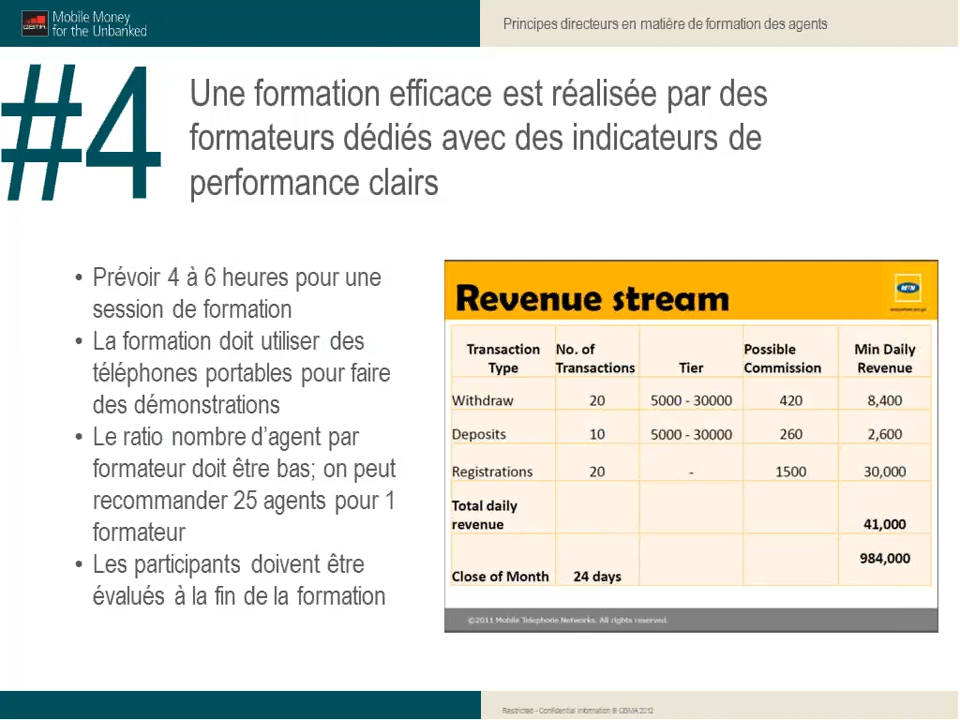 Mobile Money
for the Unbanked
Principes directeurs en matière de formation des agents
#4
Une formation efficace est réalisée par des
formateurs dédiés avec des indicateurs de
performance clairs
• Prévoir 4 à 6 heures pour une
session de formation
• La formation doit utiliser des
téléphones portables pour faire
des démonstrations
• Le ratio nombre d'agent par
formateur doit être bas; on peut
recommander 25 agents pour 1
formateur
• Les participants doivent être
évalués à la fin de la formation
Revenue stream
MTN
Transaction Type No. of Transactions Tier Possible Commission Min Daily Revenue
Withdraw 20 5000 - 30000 420 8,400
Deposits 10 5000 - 30000 260 2,600
Registrations 20 - 1500 30,000
Total daily revenue 41,000
984,000
Close of Month 24 days
©2011 Mobile Telephone Networks. All rights reserved.
Restricted - Confidential Information © GSMA 2012